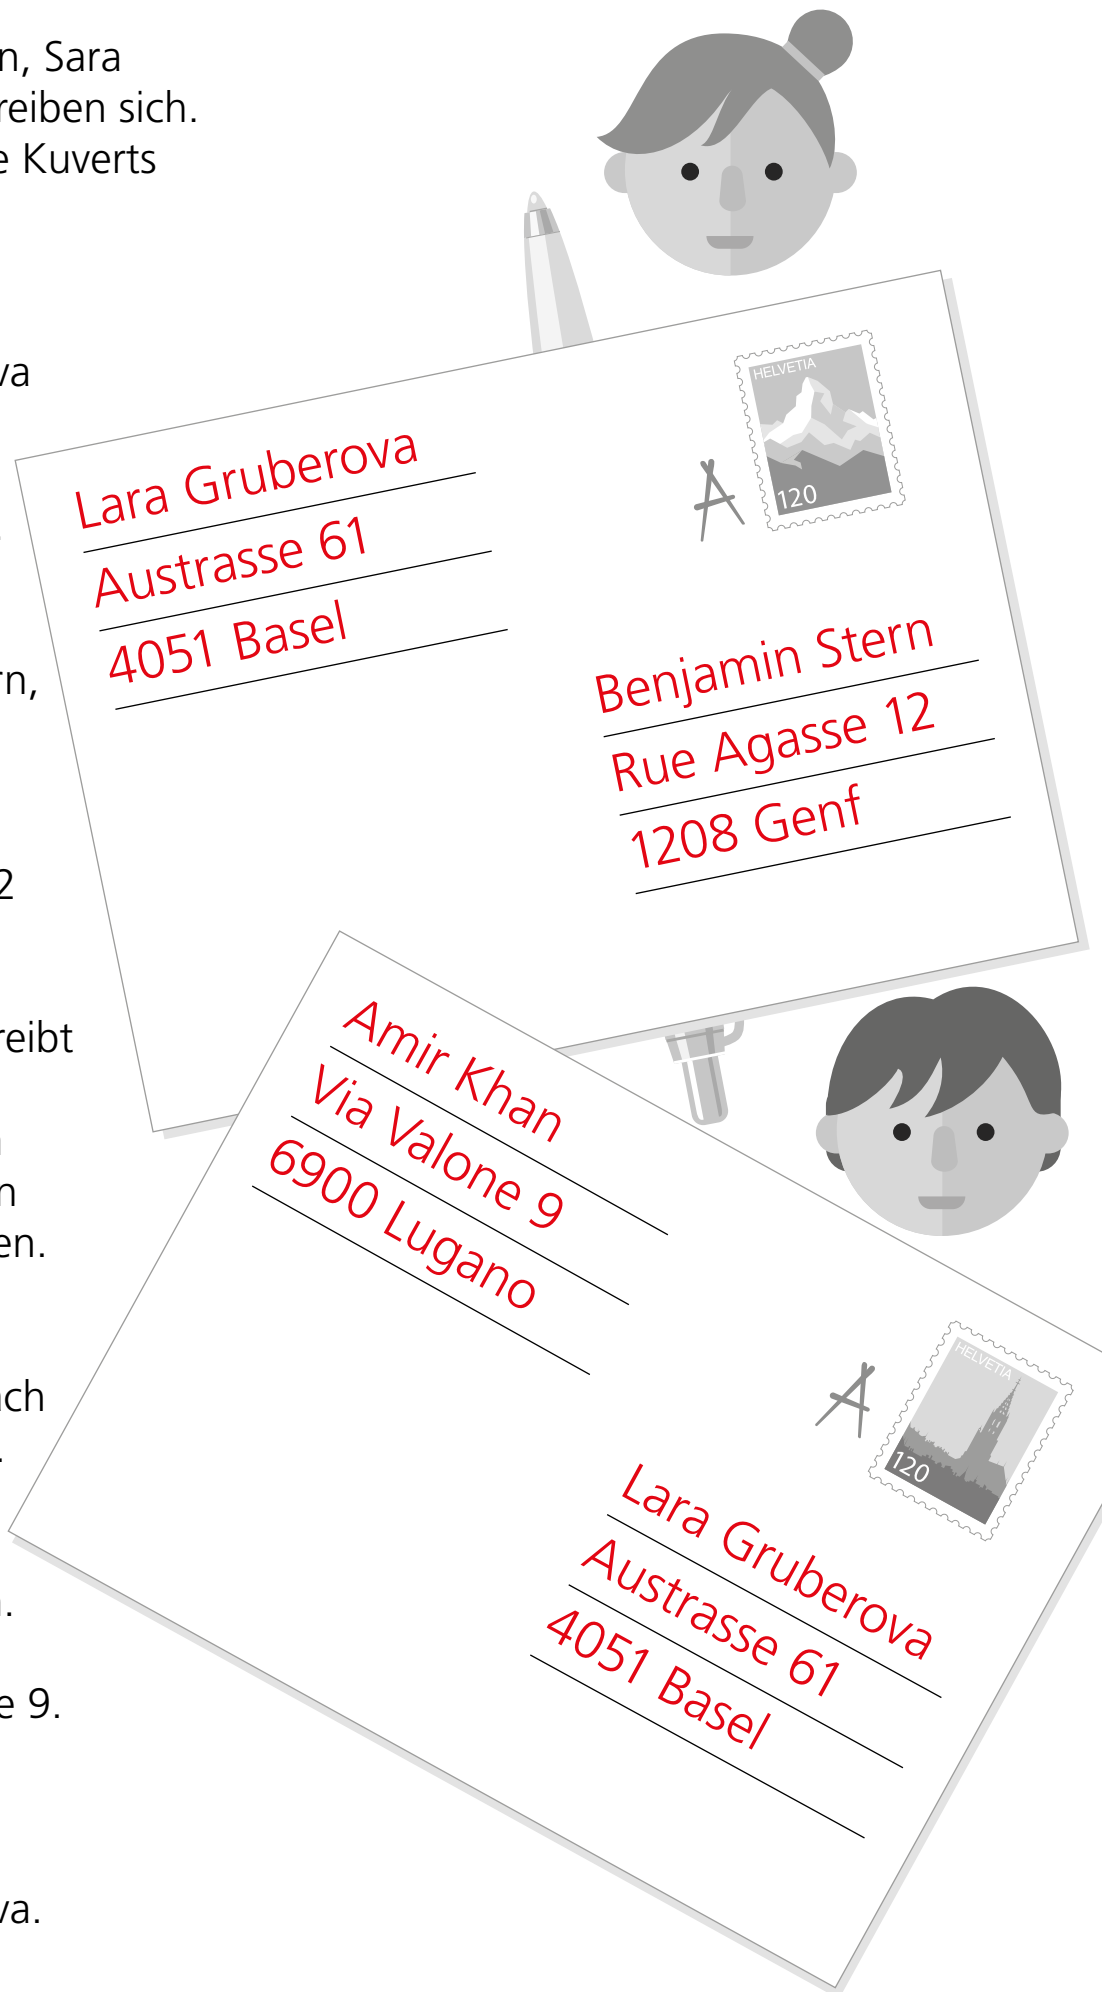 n, Sara
reiben sich.
e Kuverts
va
rn,
2
reibt
n
en.
ach
.
e 9.
va.
HELVETIA
120
A
Lara Gruberova
Austrasse 61
4051 Basel
Benjamin Stern
Rue Agasse 12
1208 Genf
Amir Khan
Via Valone 9
6900 Lugano
HELVETIA
120
A
Lara Gruberova
Austrasse 61
4051 Basel